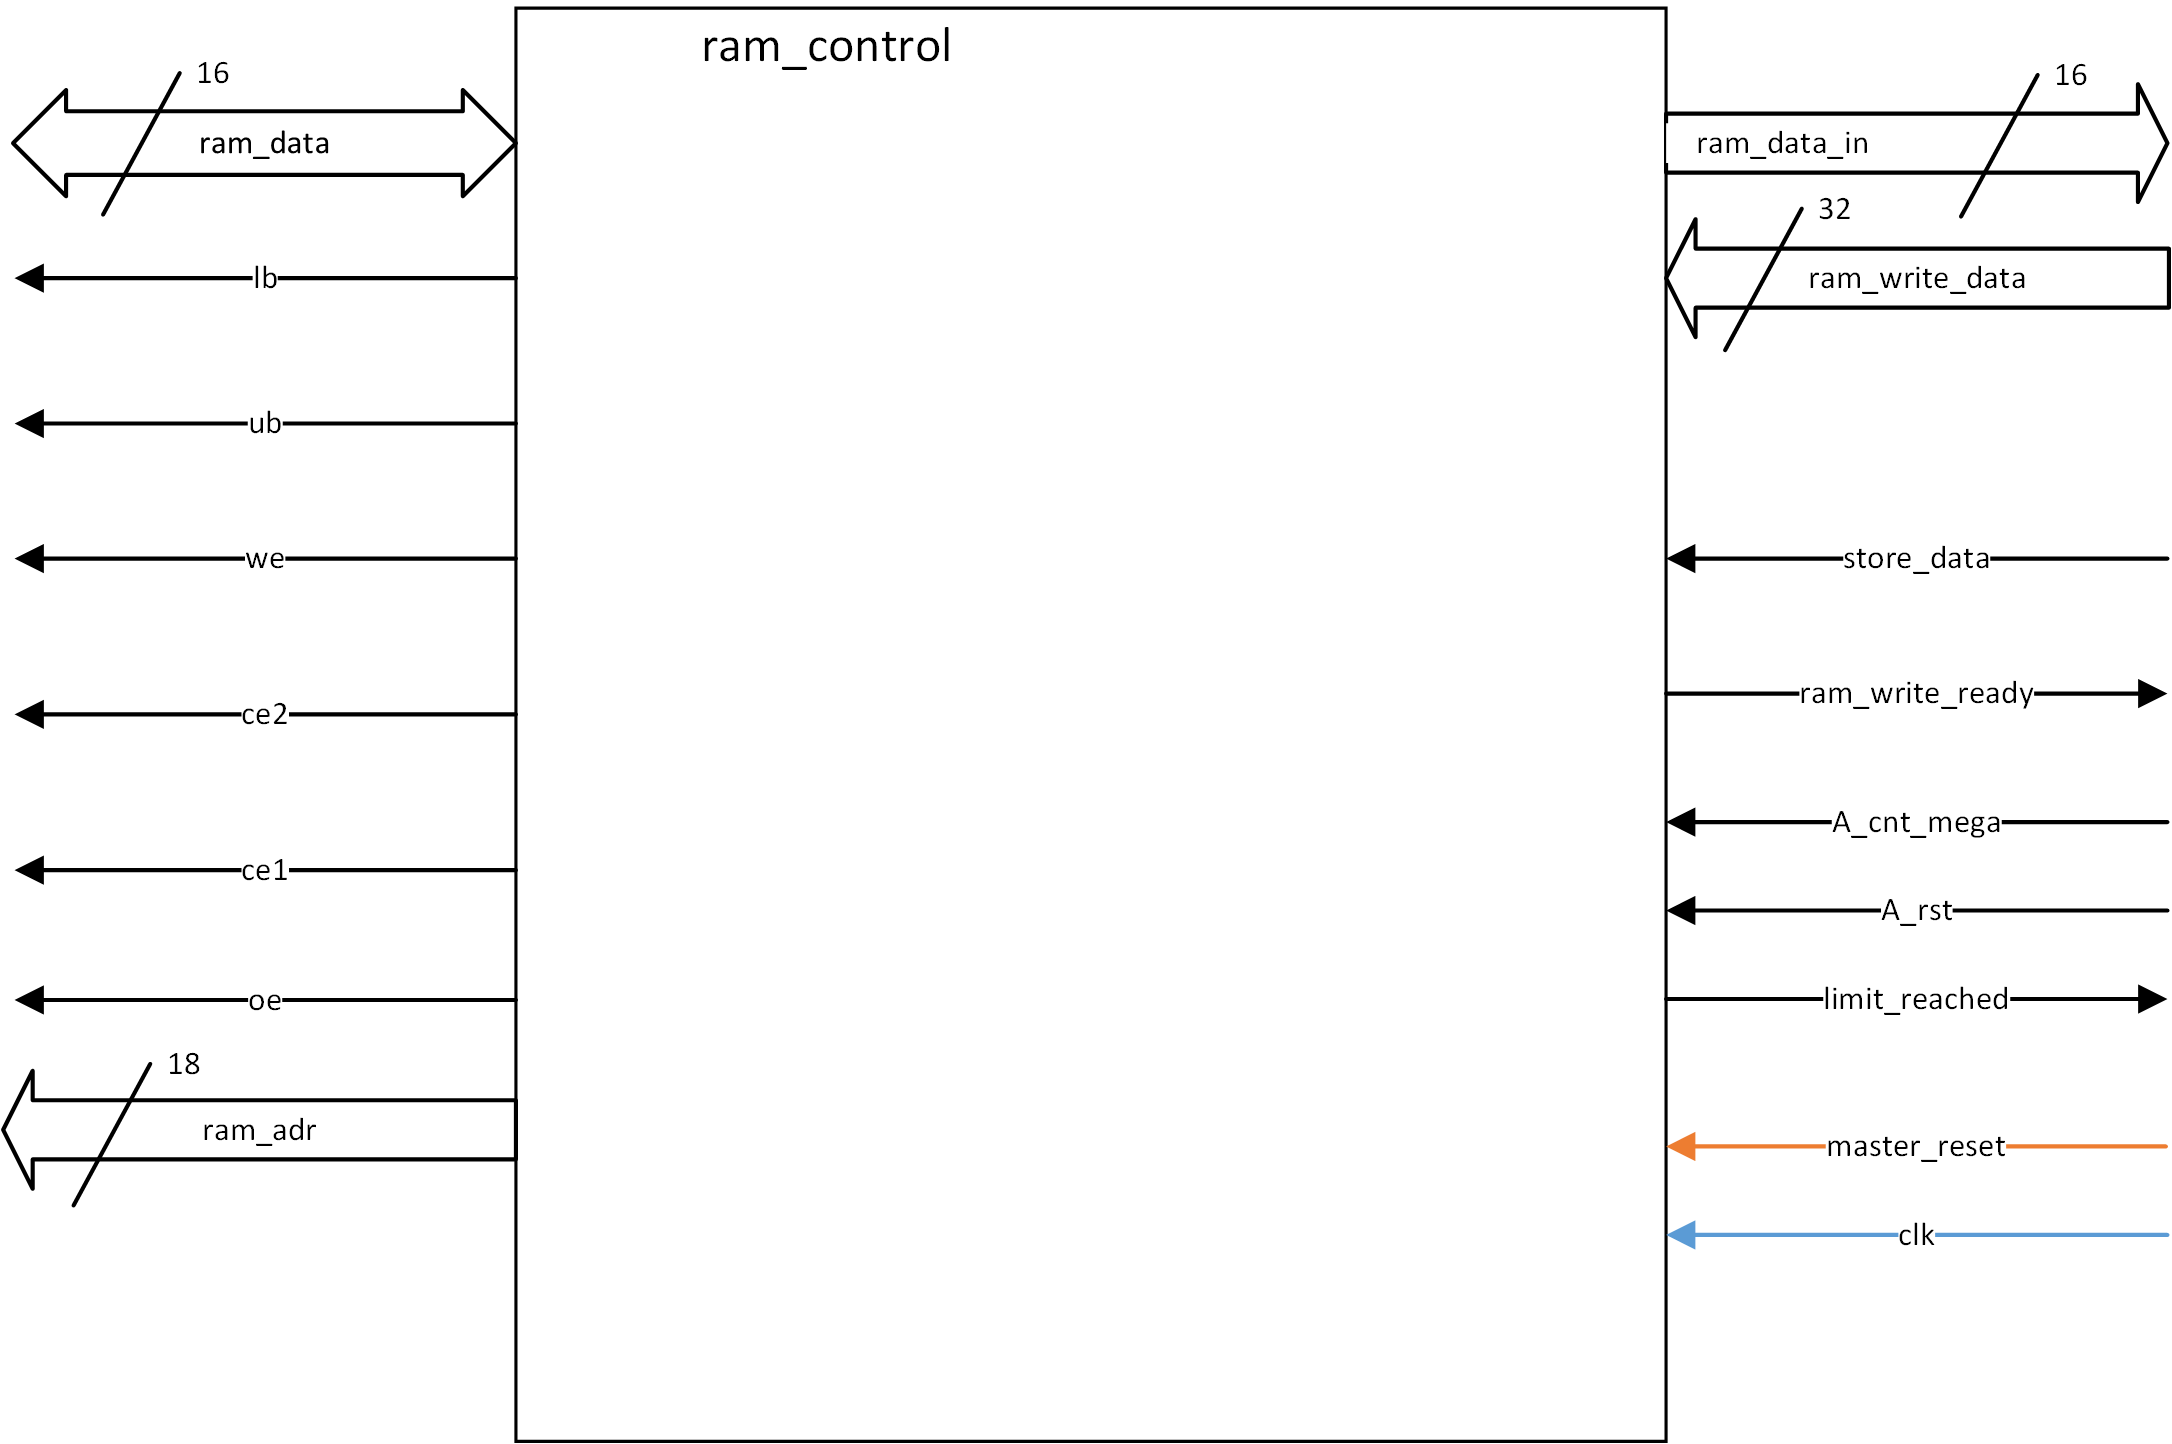 ram_control
16
ram_data
lb
ub
we
ce2
ce1
oe
18
ram_adr
16
ram_data_in
32
ram_write_data
store_data
ram_write_ready
A_cnt_mega
A_rst
limit_reached
master_reset
clk